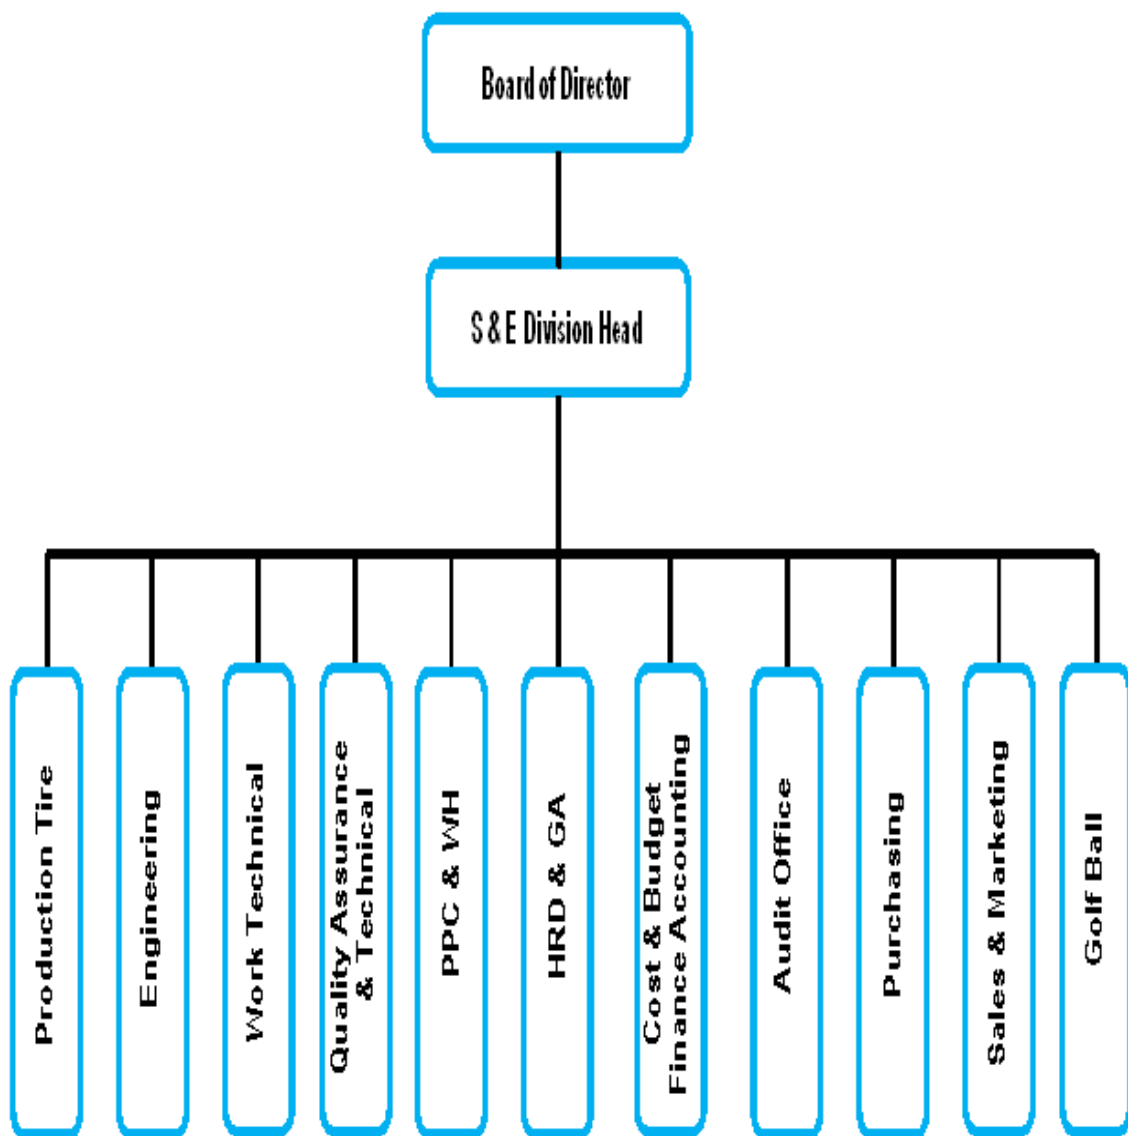 Board of Director
S & E Division Head
Production Tire
Engineering
Work Technical
Quality Assurance
& Technical
PPC & WH
HRD & GA
Cost & Budget
Finance Accounting
Audit Office
Purchasing
Sales & Marketing
Golf Ball